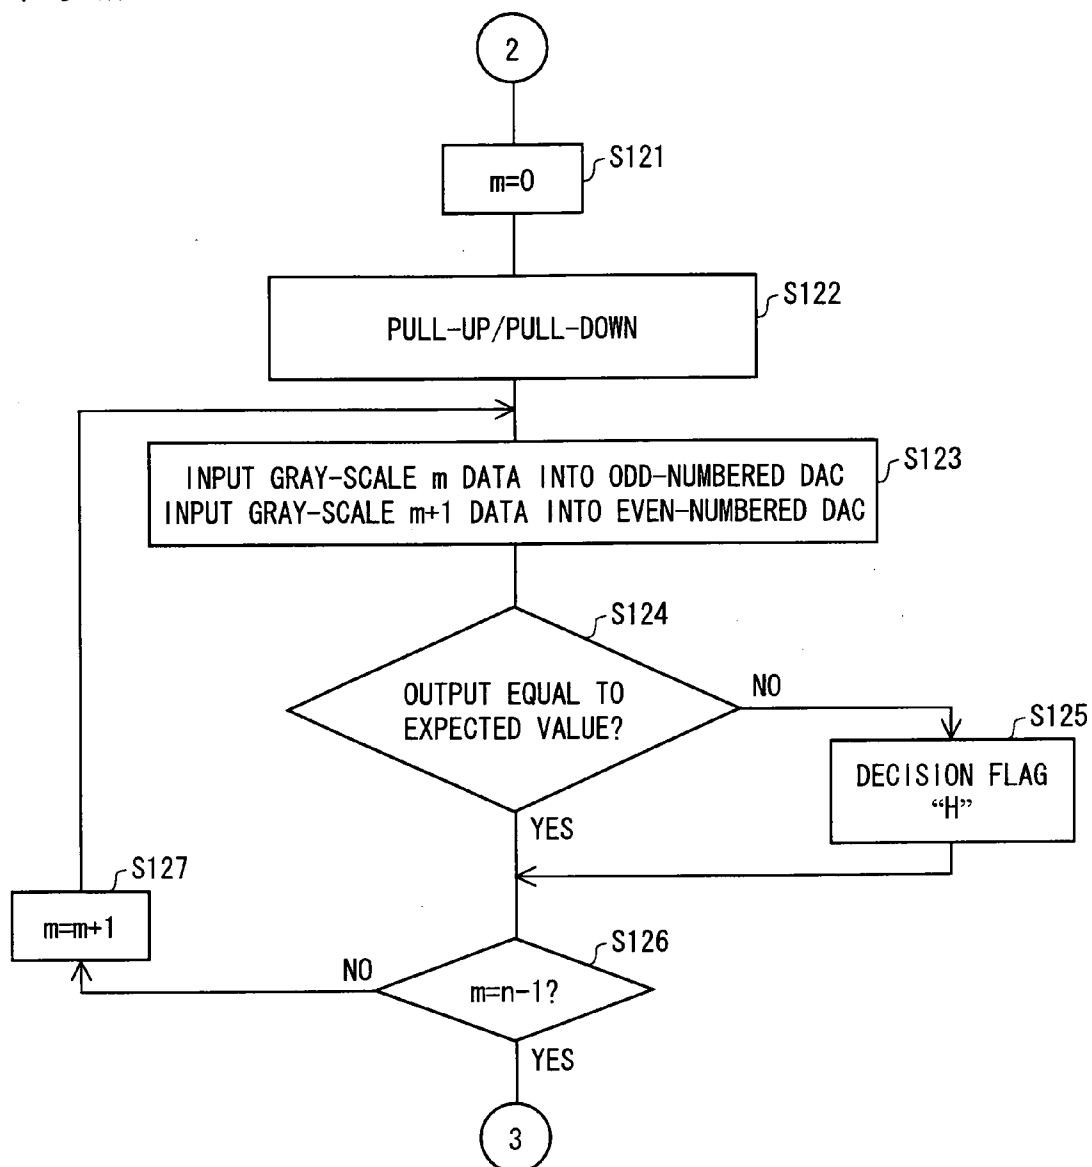 2
S121
m=0
S122
PULL-UP/PULL-DOWN
S123
INPUT GRAY-SCALE m DATA INTO ODD-NUMBERED DAC
INPUT GRAY-SCALE m+1 DATA INTO EVEN-NUMBERED DAC
S124
OUTPUT EQUAL TO
EXPECTED VALUE?
NO
S125
DECISION FLAG
“H”
YES
S127
m=m+1
S126
NO
m=n-1?
YES
3